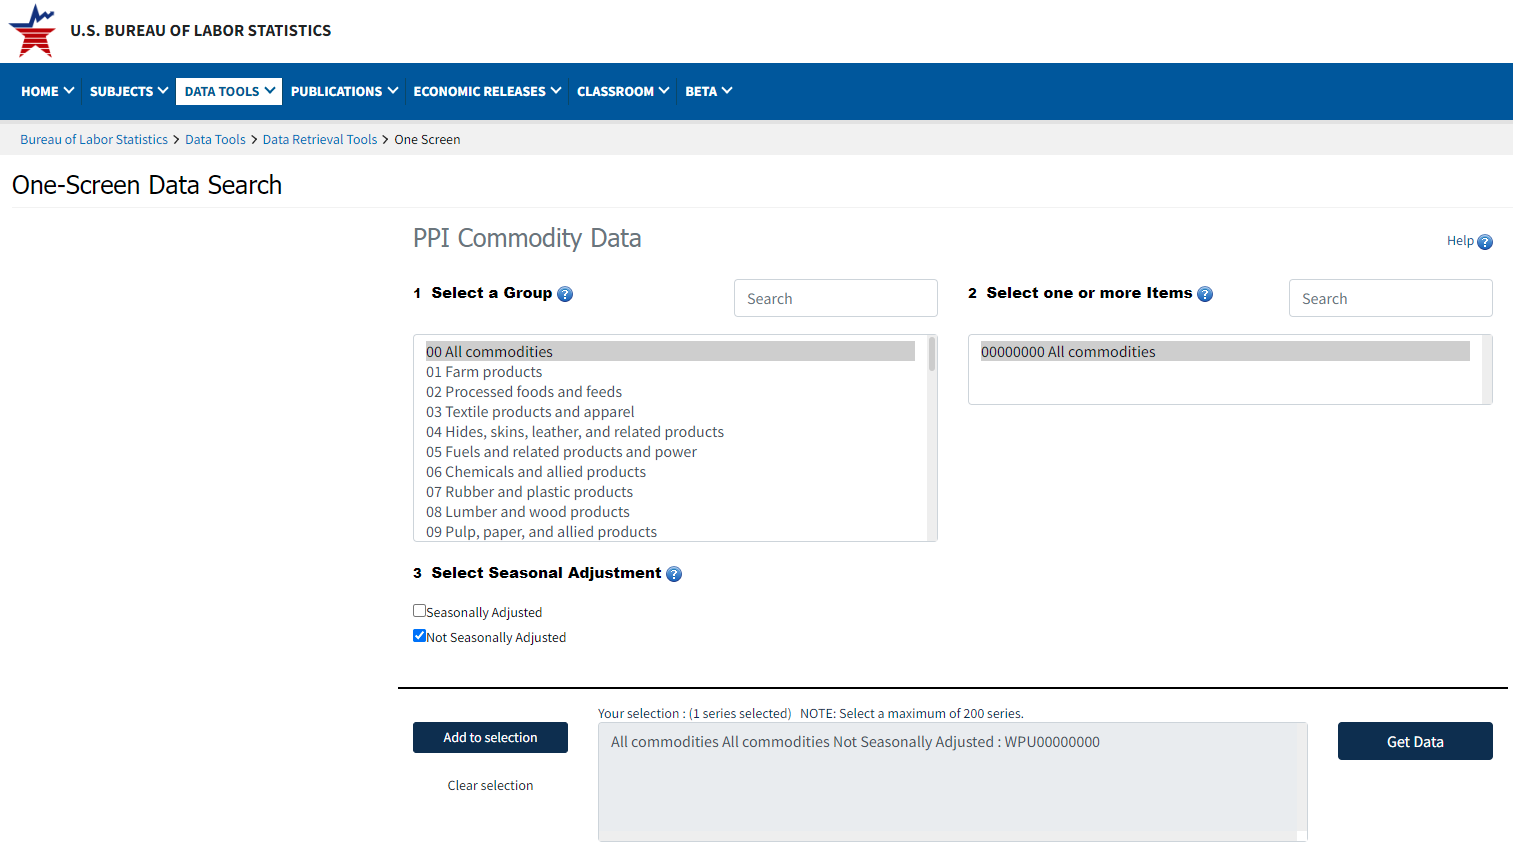 U.S. BUREAU OF LABOR STATISTICS
HOME SUBJECTS DATA TOOLS PUBLICATIONS ECONOMIC RELEASES CLASSROOM BETA
Bureau of Labor Statistics > Data Tools > Data Retrieval Tools > One Screen
One-Screen Data Search
PPI Commodity Data
Help ?
1 Select a Group ?
Search
00 All commodities
01 Farm products
02 Processed foods and feeds
03 Textile products and apparel
04 Hides, skins, leather, and related products
05 Fuels and related products and power
06 Chemicals and allied products
07 Rubber and plastic products
08 Lumber and wood products
09 Pulp, paper, and allied products
2 Select one or more Items ?
Search
00000000 All commodities
3 Select Seasonal Adjustment ?
Seasonally Adjusted
Not Seasonally Adjusted
Add to selection
Clear selection
Your selection : (1 series selected) NOTE: Select a maximum of 200 series.
All commodities All commodities Not Seasonally Adjusted : WPU00000000
Get Data